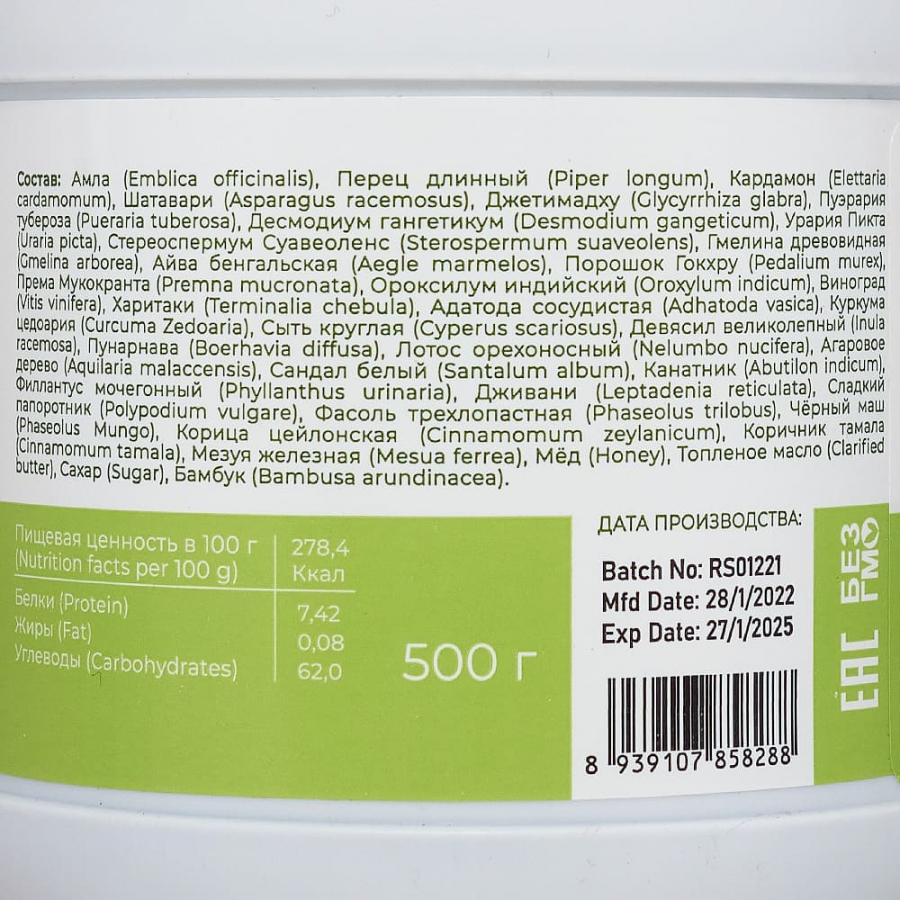 Состав: Амла (Emblica officinalis), Перец длинный (Piper longum), Кардамон (Elettaria
cardamomum), Шатавари (Asparagus racemosus), Джетимадху (Glycyrrhiza glabra), Пуэрария
тубероза (Pueraria tuberosa), Десмодиум гангетикум (Desmodium gangeticum), Урария Пикта
(Uraria picta), Стереоспермум Суавеоленс (Sterospermum suaveolens), Гмелина древовидная
(Gmelina arborea), Айва бенгальская (Aegle marmelos), Порошок Гокхру (Pedalium murex),
Према Мукокранта (Premna mucronata), Ороксилум индийский (Oroxylum indicum), Виноград
(Vitis vinifera), Харитаки (Terminalia chebula), Адатода сосудистая (Adhatoda vasica), Куркума
цедоария (Curcuma Zedoaria), Сыть круглая (Cyperus scariosus), Девясил великолепный (Inula
racemosa), Пунарнава (Boerhavia diffusa), Лотос орехоносный (Nelumbo nucifera), Агаровое
дерево (Aquilaria malaccensis), Сандал белый (Santalum album), Канатник (Abutilon indicum),
Филлантус мочегонный (Phyllanthus urinaria), Дживани (Leptadenia reticulata), Сладкий
папоротник (Polypodium vulgare), Фасоль трехлопастная (Phaseolus trilobus), Чёрный маш
(Phaseolus Mungo), Корица цейлонская (Cinnamomum zeylanicum), Коричник тамала
(Cinnamomum tamala), Мезуя железная (Mesua ferrea), Мёд (Honey), Топленое масло (Clarified
butter), Сахар (Sugar), Бамбук (Bambusa arundinacea).
Пищевая ценность в 100 г 278,4
(Nutrition facts per 100 g) Ккал
Белки (Protein) 7,42
Жиры (Fat) 0,08
Углеводы (Carbohydrates) 62,0
500 г
ДАТА ПРОИЗВОДСТВА:
Batch No: RS01221
Mfd Date: 28/1/2022
Exp Date: 27/1/2025
8 939107 858288
БЕЗ
ГМО
EAC